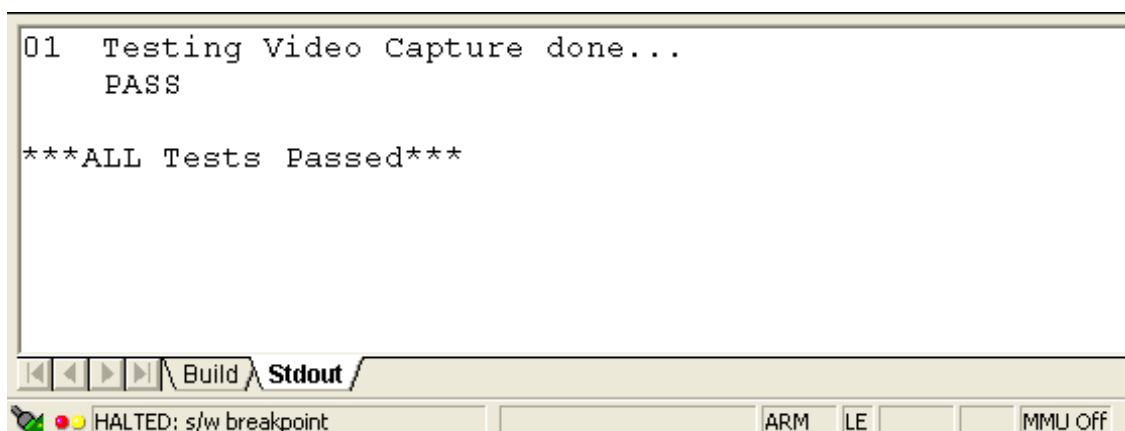 01  Testing Video Capture done...
    PASS
***ALL Tests Passed***
Build Stdout
HALTED: s/w breakpoint ARM LE MMU Off